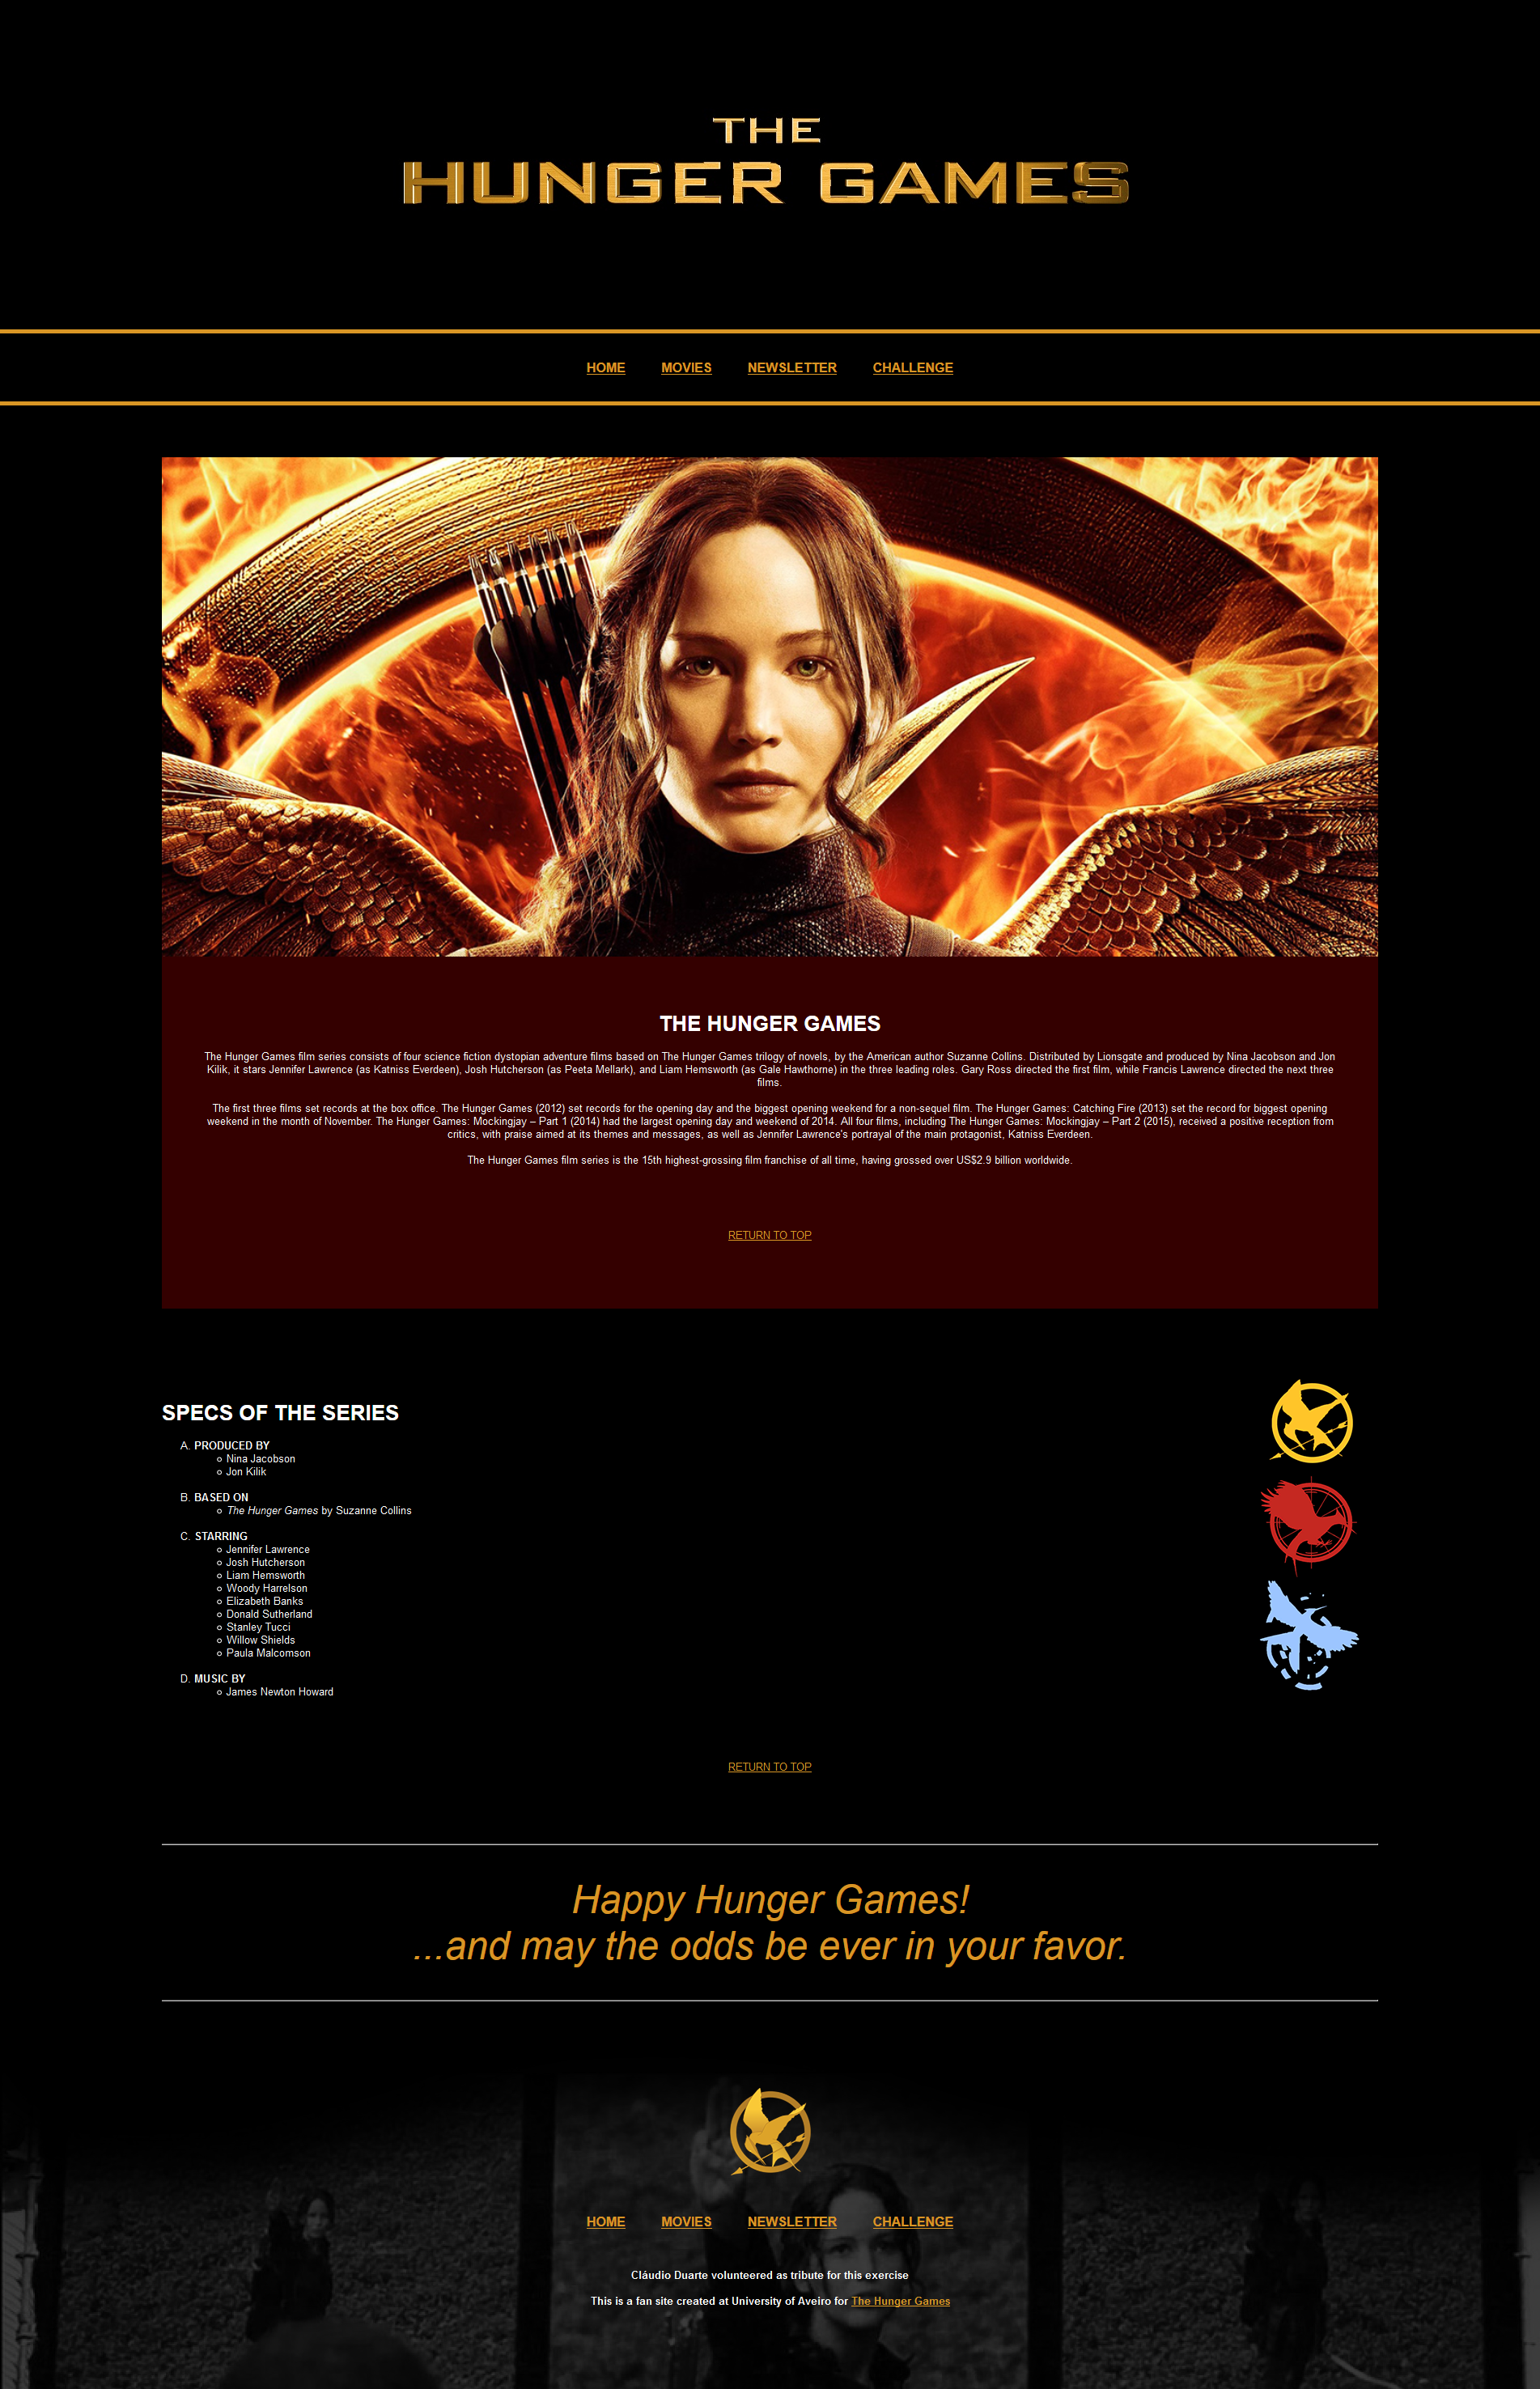 THE
HUNGER GAMES
HOME MOVIES NEWSLETTER CHALLENGE
THE HUNGER GAMES
The Hunger Games film series consists of four science fiction dystopian adventure films based on The Hunger Games trilogy of novels, by the American author Suzanne Collins. Distributed by Lionsgate and produced by Nina Jacobson and Jon
Kilik, it stars Jennifer Lawrence (as Katniss Everdeen), Josh Hutcherson (as Peeta Mellark), and Liam Hemsworth (as Gale Hawthorne) in the three leading roles. Gary Ross directed the first film, while Francis Lawrence directed the next three
films.
The first three films set records at the box office. The Hunger Games (2012) set records for the opening day and the biggest opening weekend for a non-sequel film. The Hunger Games: Catching Fire (2013) set the record for biggest opening
weekend in the month of November. The Hunger Games: Mockingjay – Part 1 (2014) had the largest opening day and weekend of 2014. All four films, including The Hunger Games: Mockingjay – Part 2 (2015), received a positive reception from
critics, with praise aimed at its themes and messages, as well as Jennifer Lawrence's portrayal of the main protagonist, Katniss Everdeen.
The Hunger Games film series is the 15th highest-grossing film franchise of all time, having grossed over US$2.9 billion worldwide.
RETURN TO TOP
SPECS OF THE SERIES
A. PRODUCED BY
Nina Jacobson
Jon Kilik
B. BASED ON
The Hunger Games by Suzanne Collins
C. STARRING
Jennifer Lawrence
Josh Hutcherson
Liam Hemsworth
Woody Harrelson
Elizabeth Banks
Donald Sutherland
Stanley Tucci
Willow Shields
Paula Malcomson
D. MUSIC BY
James Newton Howard
RETURN TO TOP
Happy Hunger Games!
...and may the odds be ever in your favor.
HOME MOVIES NEWSLETTER CHALLENGE
Cláudio Duarte volunteered as tribute for this exercise
This is a fan site created at University of Aveiro for The Hunger Games